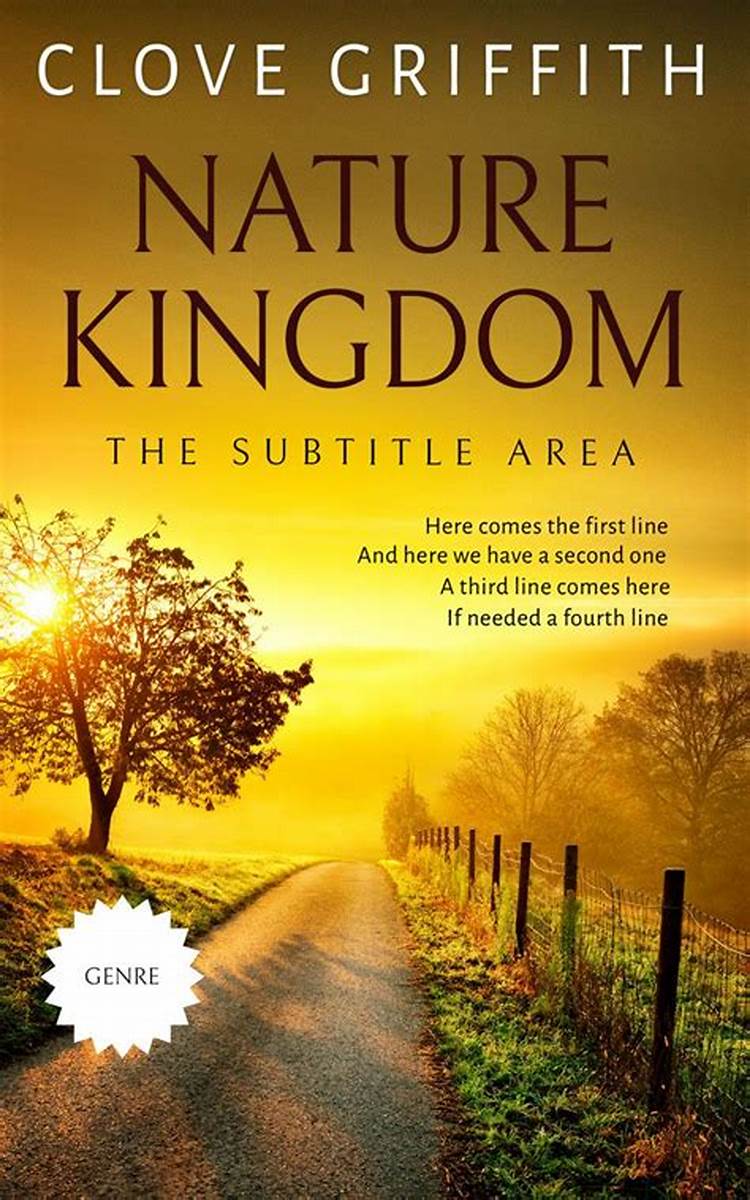 CLOVE GRIFFITH
NATURE
KINGDOM
THE SUBTITLE AREA
Here comes the first line
And here we have a second one
A third line comes here
If needed a fourth line
GENRE